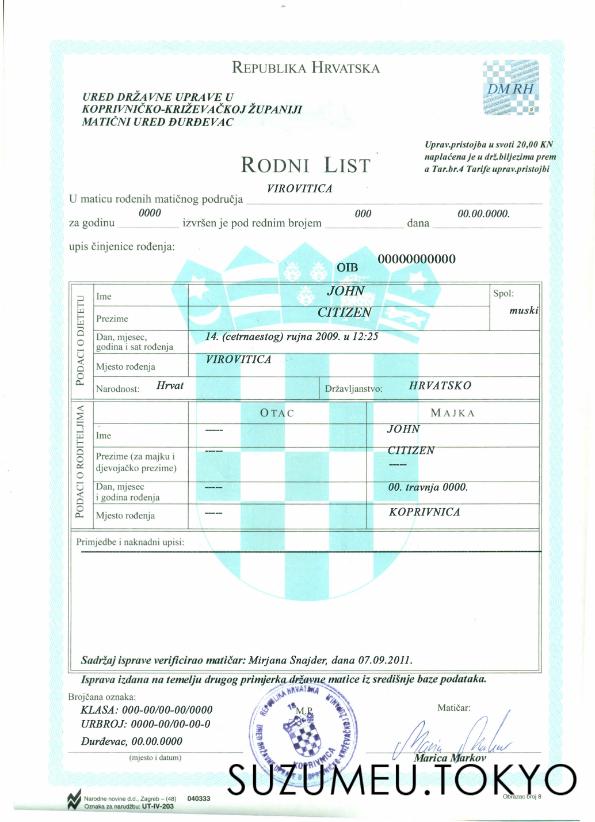 REPUBLIKA HRVATSKA
DM RH
URED DRŽAVNE UPRAVE U
KOPRIVNIČKO-KRIŽEVAČKOJ ŽUPANIJI
MATIČNI URED ĐURĐEVAC
Uprav.pristojba u svoti 20,00 KN
naplaćena je u drž.biljezima prem
a Tar.br.4 Tarife uprav.pristojbi
RODNI LIST
VIROVITICA
U maticu rođenih matičnog područja
0000 000 00.00.0000.
za godinu izvršen je pod rednim brojem dana
upis činjenice rođenja:
OIB 00000000000
PODACI O DJETETU
Ime JOHN
Spol:
Prezime CITIZEN
muski
Dan, mjesec, godina i sat rođenja 14. (cetrnaestog) rujna 2009. u 12:25
Mjesto rođenja VIROVITICA
Narodnost: Hrvat Državljanstvo: HRVATSKO
PODACI O RODITELJIMA
OTAC MAJKA
Ime ---- JOHN
Prezime (za majku i djevojačko prezime) ---- CITIZEN
----
Dan, mjesec i godina rođenja ---- 00. travnja 0000.
Mjesto rođenja ---- KOPRIVNICA
Primjedbe i naknadni upisi:
Sadržaj isprave verificirao matičar: Mirjana Snajder, dana 07.09.2011.
Isprava izdana na temelju drugog primjerka državne matice iz središnje baze podataka.
Brojčana oznaka:
KLASA: 000-00/00-00/0000
URBROJ: 0000-00/00-00-0
Đurđevac, 00.00.0000
(mjesto i datum)
M.P.
REPUBLIKA HRVATSKA
KOPRIVNICA
Matičar:
Marica Markov
SUZUMEU.TOKYO
Narodne novine d.d., Zagreb – (48) 040333
Oznaka za narudžbu: UT-IV-203
Obrazac broj 8